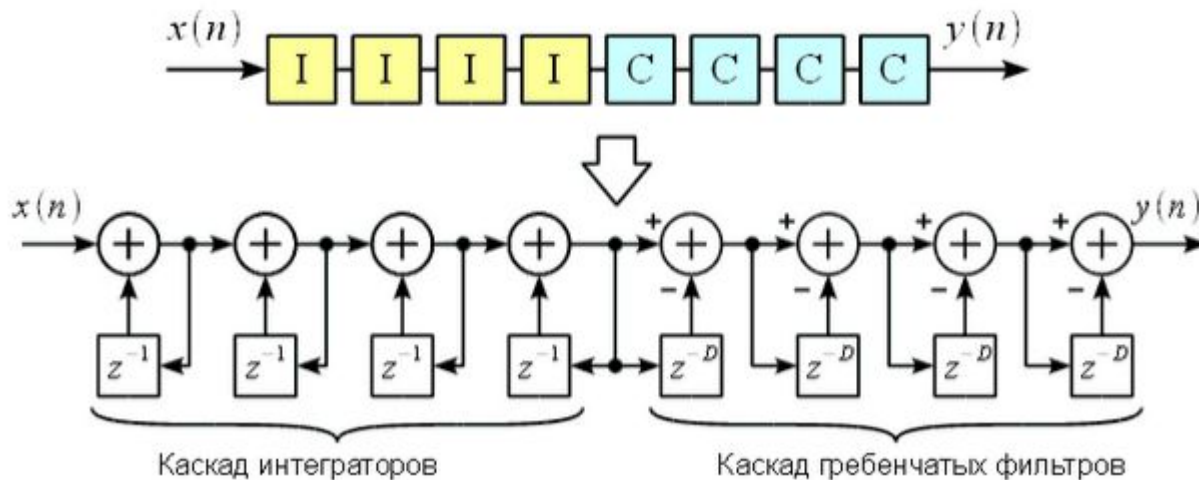 x(n) I I I I C C C C y(n)
x(n) + + + + + + + + + + + + y(n)
− − − −
z⁻¹ z⁻¹ z⁻¹ z⁻¹ z⁻ᴰ z⁻ᴰ z⁻ᴰ z⁻ᴰ
Каскад интеграторов Каскад гребенчатых фильтров